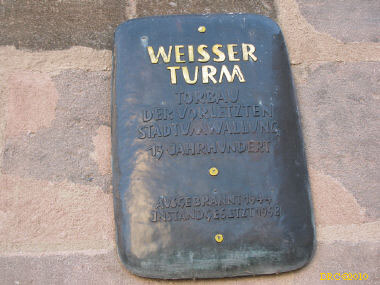 WEISSER
TURM
TORBAU
DER VORLETZTEN
STADTUMWALLUNG
13. JAHRHUNDERT
AUSGEBRANNT 1944
INSTANDGESETZT 1958